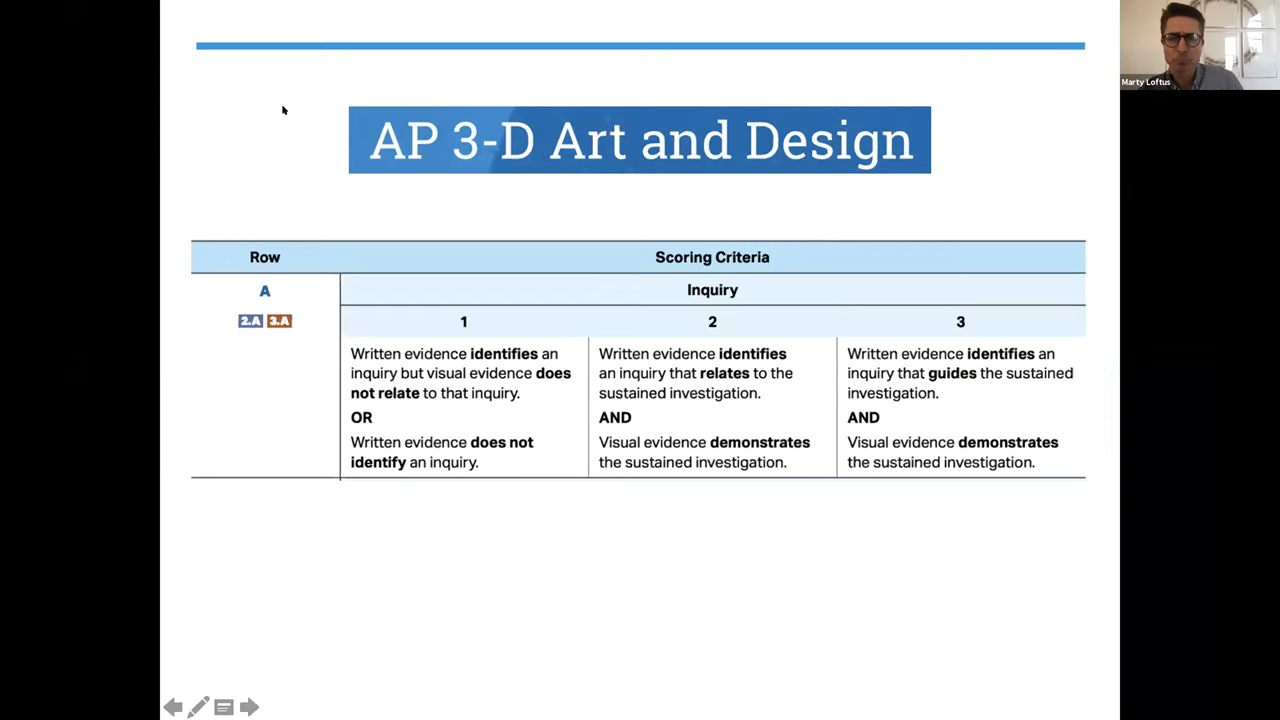 Marty Loftus
AP 3-D Art and Design
Row
Scoring Criteria
A
Inquiry
2.A 3.A
1
2
3
Written evidence identifies an
inquiry but visual evidence does
not relate to that inquiry.
OR
Written evidence does not
identify an inquiry.
Written evidence identifies
an inquiry that relates to the
sustained investigation.
AND
Visual evidence demonstrates
the sustained investigation.
Written evidence identifies an
inquiry that guides the sustained
investigation.
AND
Visual evidence demonstrates
the sustained investigation.